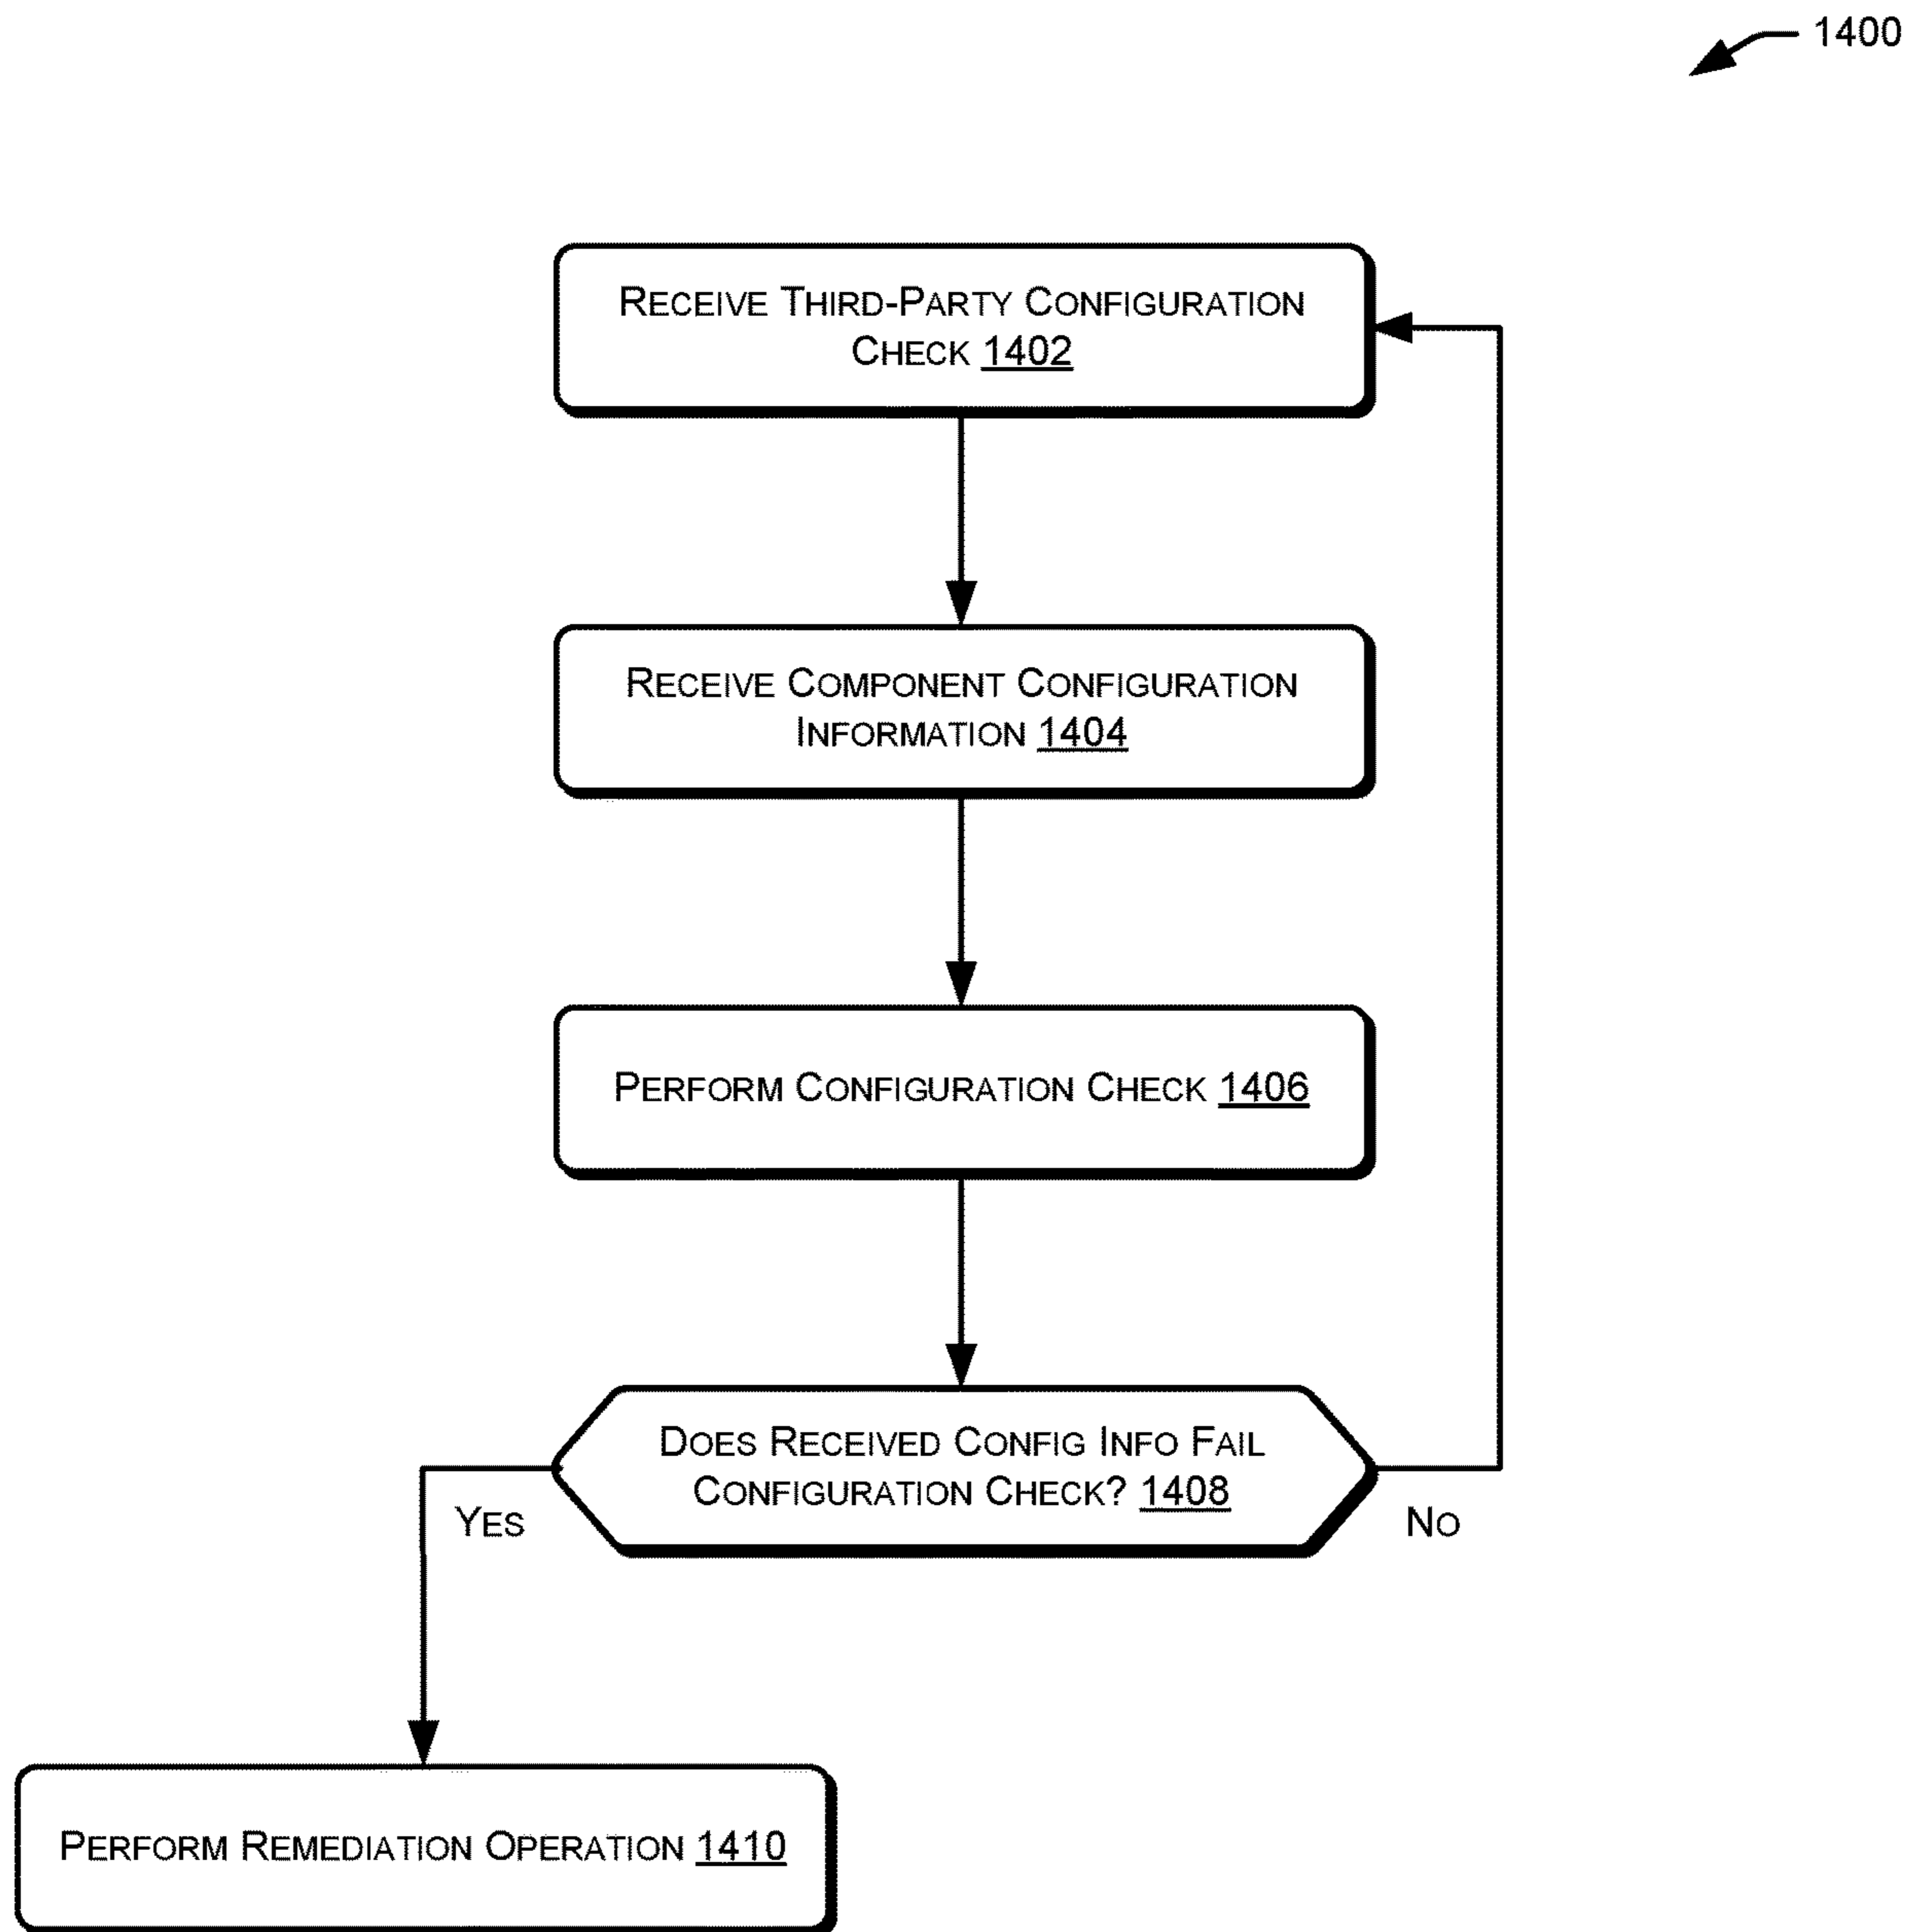 1400
Receive Third-Party Configuration
Check 1402
Receive Component Configuration
Information 1404
Perform Configuration Check 1406
Does Received Config Info Fail
Configuration Check? 1408
Yes
No
Perform Remediation Operation 1410